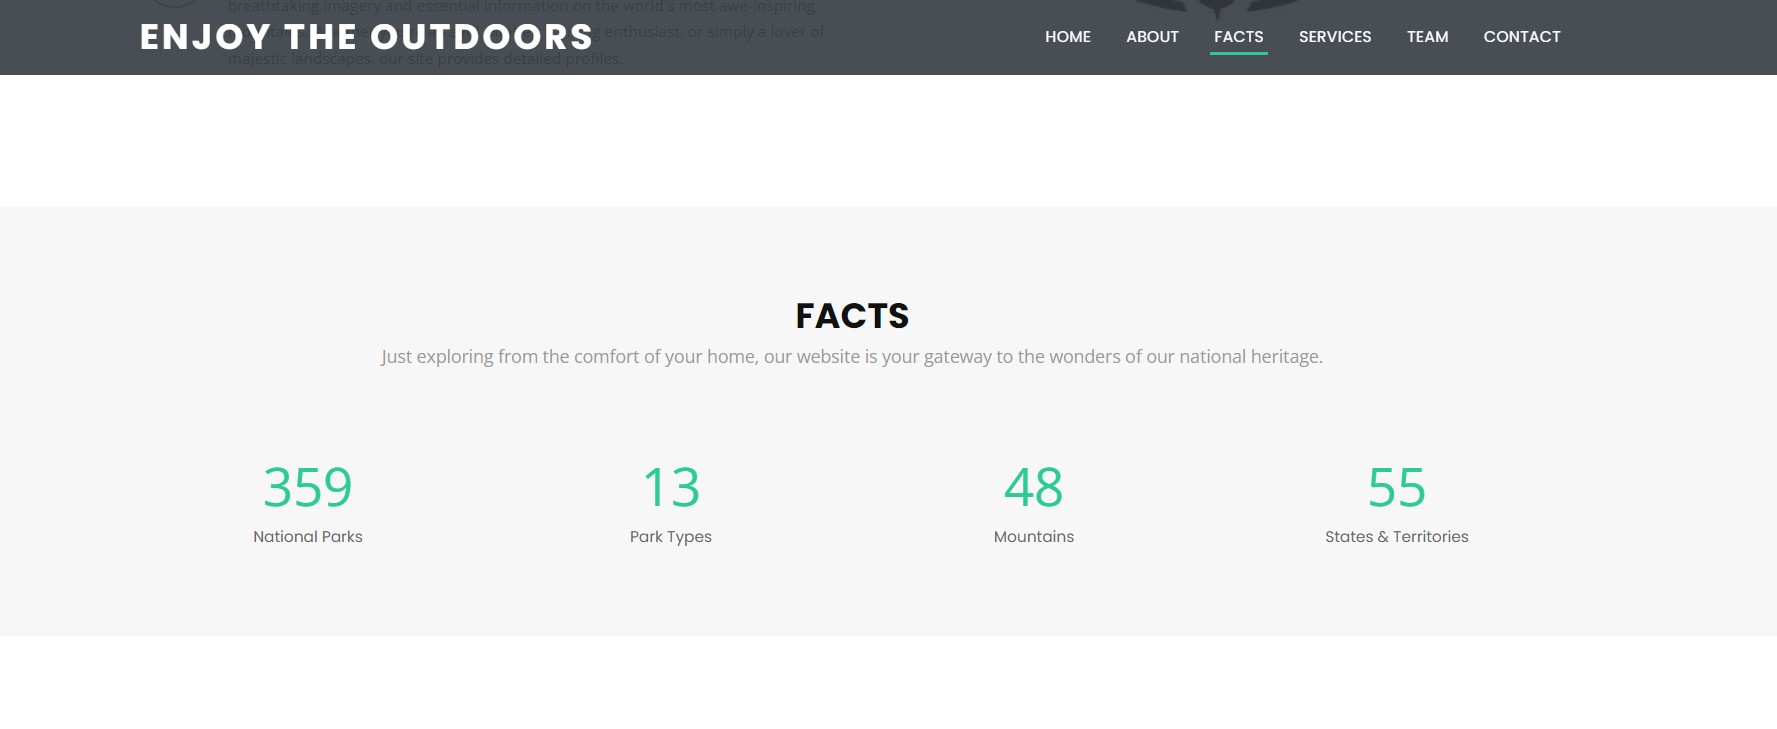 breathtaking imagery and essential information on the world's most awe-inspiring
ENJOY THE OUTDOORS
enthusiast, or simply a lover of
majestic landscapes, our site provides detailed profiles.
HOME ABOUT FACTS SERVICES TEAM CONTACT
FACTS
Just exploring from the comfort of your home, our website is your gateway to the wonders of our national heritage.
359 13 48 55
National Parks Park Types Mountains States & Territories